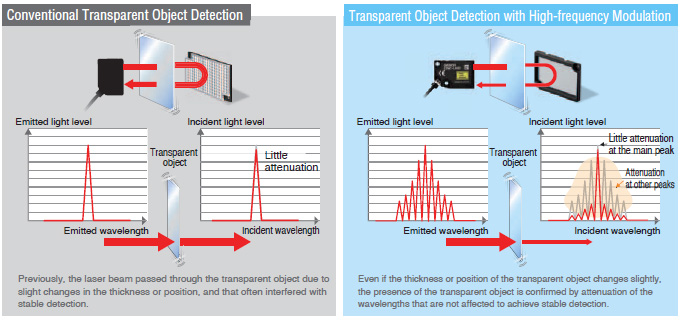 Conventional Transparent Object Detection
Emitted light level
Incident light level
Transparent
object
Little
attenuation
Emitted wavelength
Incident wavelength
Previously, the laser beam passed through the transparent object due to
slight changes in the thickness or position, and that often interfered with
stable detection.
Transparent Object Detection with High-frequency Modulation
Emitted light level
Incident light level
Transparent
object
Little attenuation
at the main peak
Attenuation
at other peaks
Emitted wavelength
Incident wavelength
Even if the thickness or position of the transparent object changes slightly,
the presence of the transparent object is confirmed by attenuation of the
wavelengths that are not affected to achieve stable detection.